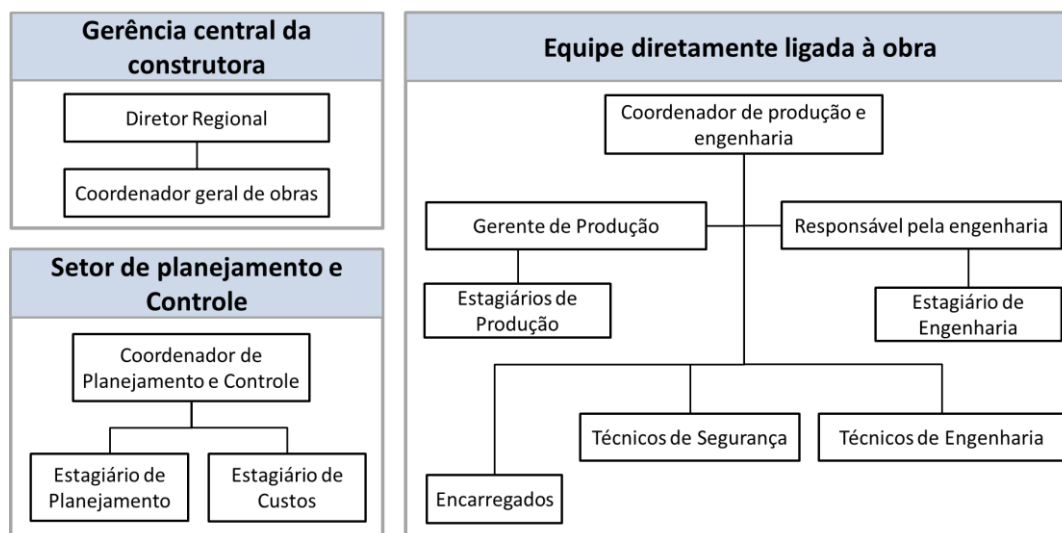 Gerência central da
construtora
Diretor Regional
Coordenador geral de obras
Setor de planejamento e
Controle
Coordenador de
Planejamento e Controle
Estagiário de
Planejamento
Estagiário de
Custos
Equipe diretamente ligada à obra
Coordenador de produção e
engenharia
Gerente de Produção
Responsável pela engenharia
Estagiários de
Produção
Estagiário de
Engenharia
Técnicos de Segurança
Técnicos de Engenharia
Encarregados